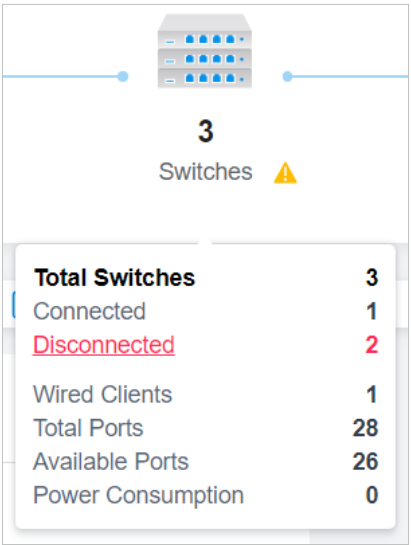 3
Switches
Total Switches 3
Connected 1
Disconnected 2
Wired Clients 1
Total Ports 28
Available Ports 26
Power Consumption 0